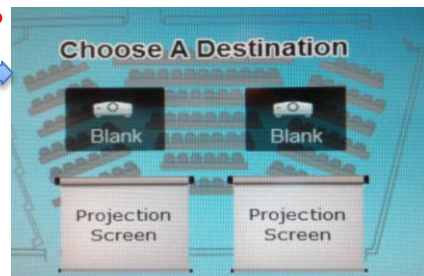 Choose A Destination
Blank
Blank
Projection
Screen
Projection
Screen